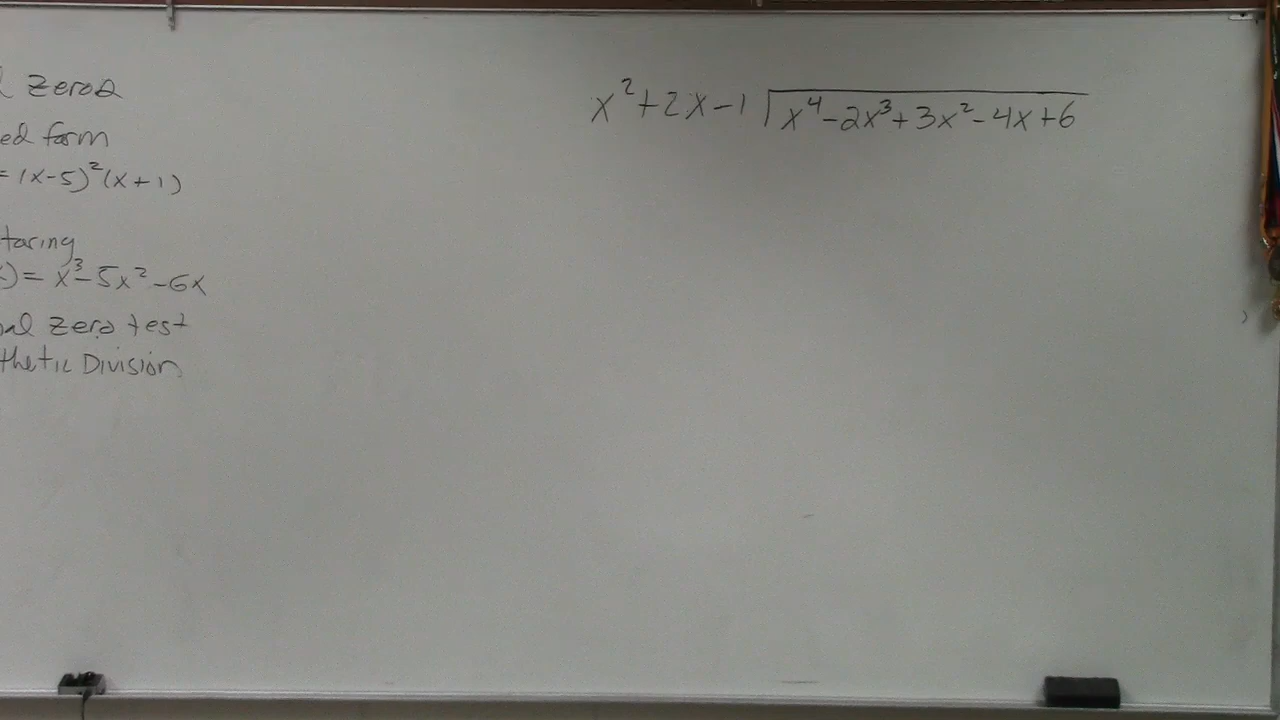 zeros
ed form
= (x-5)²(x+1)
taring
)= x³-5x²-6x
al zero test
thetic Division
x²+2x-1 ⟌ x⁴-2x³+3x²-4x+6